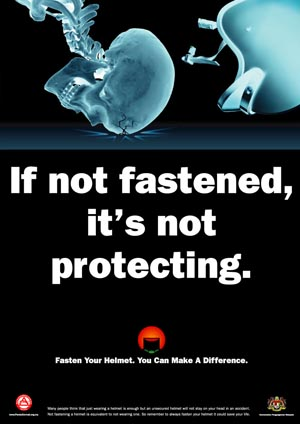 If not fastened,
it's not
protecting.
Fasten Your Helmet. You Can Make A Difference.
Many people think that just wearing a helmet is enough but an unsecured helmet will not stay on your head in an accident.
Not fastening a helmet is equivalent to not wearing one. So remember to always fasten your helmet it could save your life.